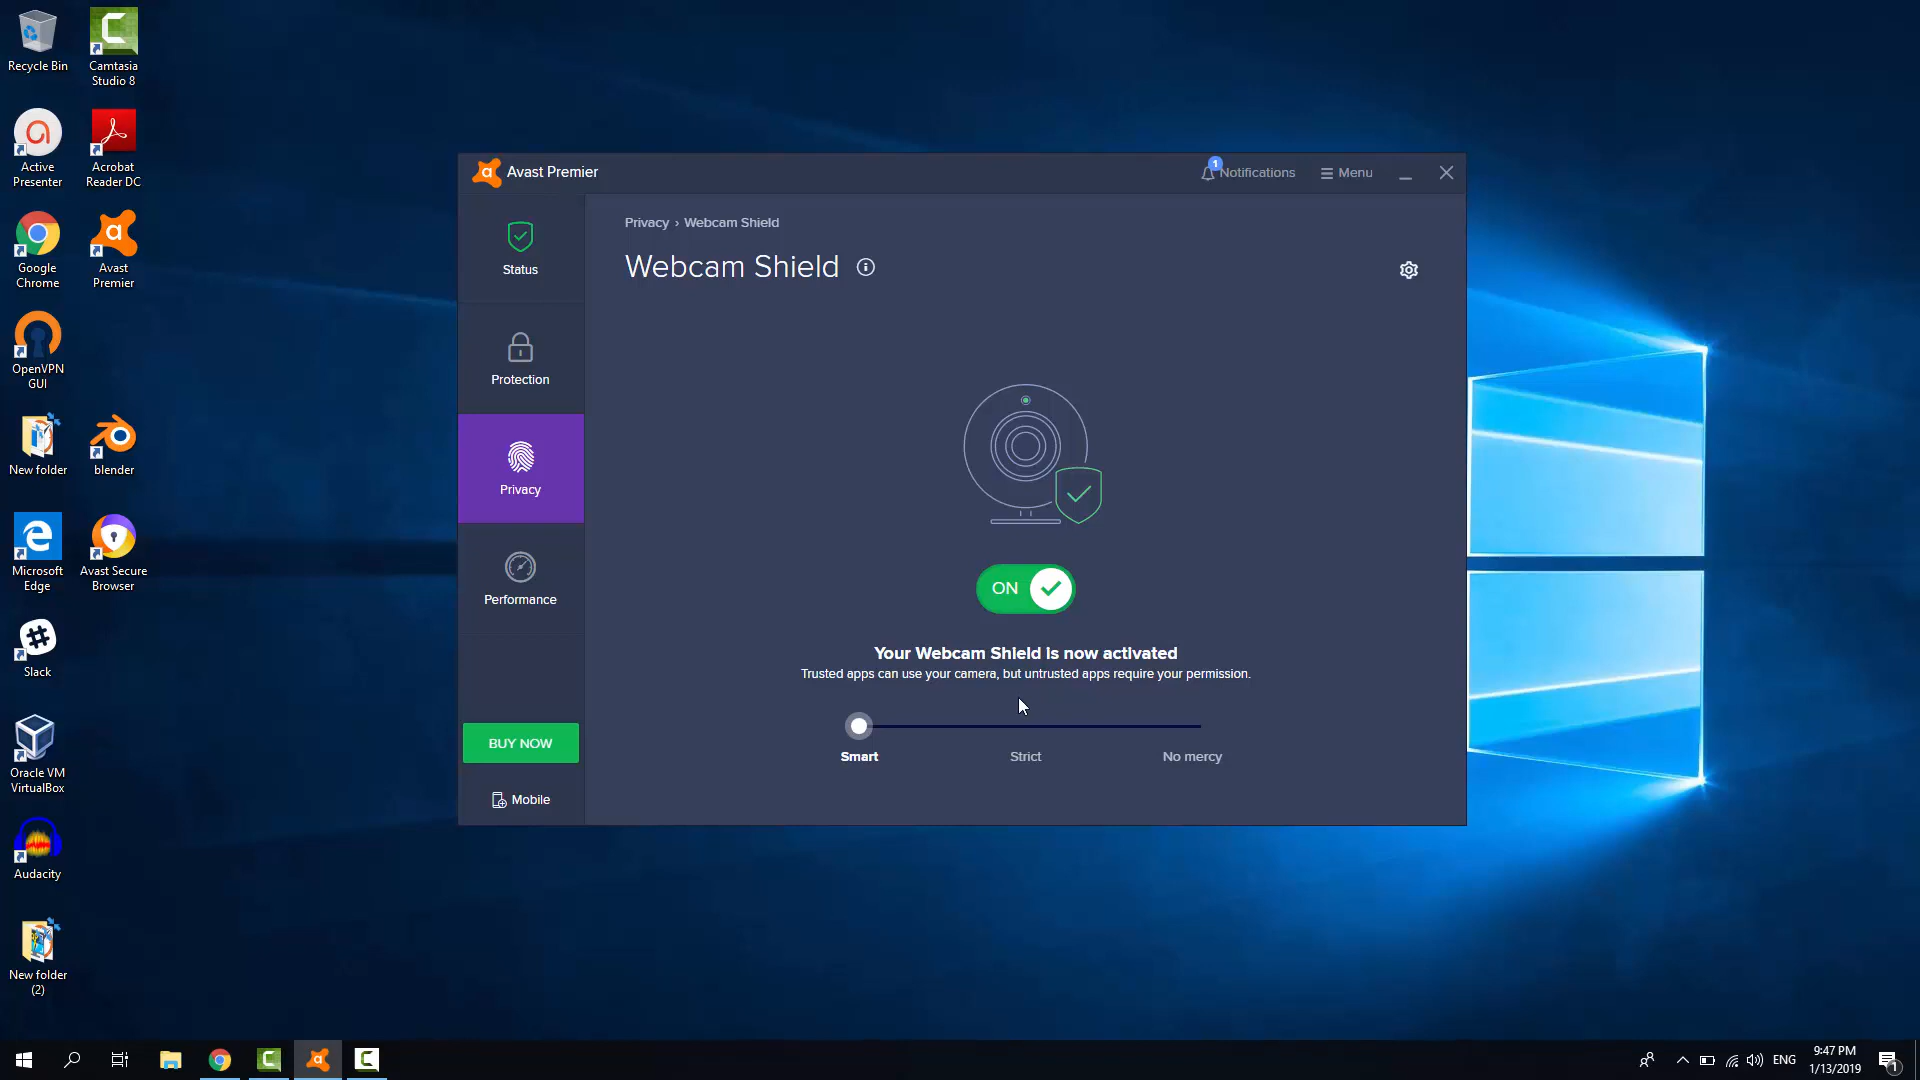 Recycle Bin
Camtasia
Studio 8
Active
Presenter
Acrobat
Reader DC
Google
Chrome
Avast
Premier
OpenVPN
GUI
New folder
blender
Microsoft
Edge
Avast Secure
Browser
Slack
Oracle VM
VirtualBox
Audacity
New folder
(2)
Avast Premier
1
Notifications
Menu
Status
Protection
Privacy
Performance
BUY NOW
Mobile
Privacy › Webcam Shield
Webcam Shield
ON
Your Webcam Shield is now activated
Trusted apps can use your camera, but untrusted apps require your permission.
Smart
Strict
No mercy
ENG
9:47 PM
1/13/2019
1